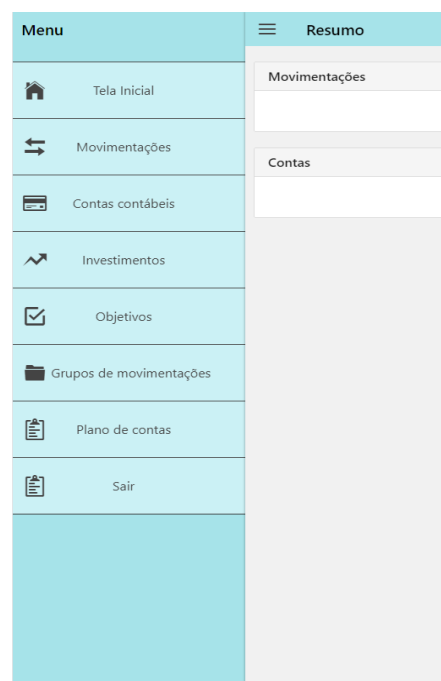 Menu
Tela Inicial
Movimentações
Contas contábeis
Investimentos
Objetivos
Grupos de movimentações
Plano de contas
Sair
Resumo
Movimentações
Contas